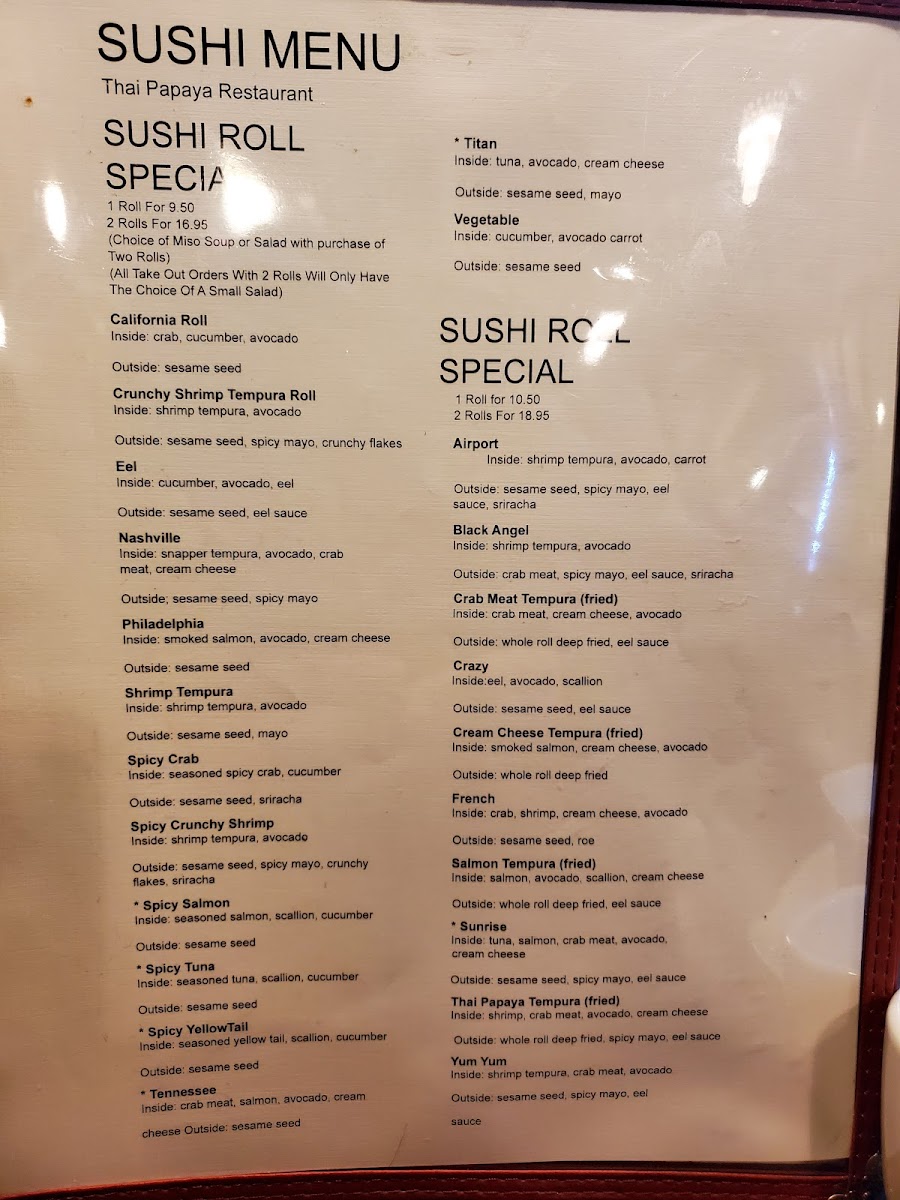 SUSHI MENU
Thai Papaya Restaurant
SUSHI ROLL
SPECIA
1 Roll For 9.50
2 Rolls For 16.95
(Choice of Miso Soup or Salad with purchase of
Two Rolls)
(All Take Out Orders With 2 Rolls Will Only Have
The Choice Of A Small Salad)
California Roll
Inside: crab, cucumber, avocado
Outside: sesame seed
Crunchy Shrimp Tempura Roll
Inside: shrimp tempura, avocado
Outside: sesame seed, spicy mayo, crunchy flakes
Eel
Inside: cucumber, avocado, eel
Outside: sesame seed, eel sauce
Nashville
Inside: snapper tempura, avocado, crab
meat, cream cheese
Outside; sesame seed, spicy mayo
Philadelphia
Inside: smoked salmon, avocado, cream cheese
Outside: sesame seed
Shrimp Tempura
Inside: shrimp tempura, avocado
Outside: sesame seed, mayo
Spicy Crab
Inside: seasoned spicy crab, cucumber
Outside: sesame seed, sriracha
Spicy Crunchy Shrimp
Inside: shrimp tempura, avocado
Outside: sesame seed, spicy mayo, crunchy
flakes, sriracha
* Spicy Salmon
Inside: seasoned salmon, scallion, cucumber
Outside: sesame seed
* Spicy Tuna
Inside: seasoned tuna, scallion, cucumber
Outside: sesame seed
* Spicy YellowTail
Inside: seasoned yellow tail, scallion, cucumber
Outside: sesame seed
* Tennessee
Inside: crab meat, salmon, avocado, cream
cheese Outside: sesame seed
* Titan
Inside: tuna, avocado, cream cheese
Outside: sesame seed, mayo
Vegetable
Inside: cucumber, avocado carrot
Outside: sesame seed
SUSHI ROLL
SPECIAL
1 Roll for 10.50
2 Rolls For 18.95
Airport
Inside: shrimp tempura, avocado, carrot
Outside: sesame seed, spicy mayo, eel
sauce, sriracha
Black Angel
Inside: shrimp tempura, avocado
Outside: crab meat, spicy mayo, eel sauce, sriracha
Crab Meat Tempura (fried)
Inside: crab meat, cream cheese, avocado
Outside: whole roll deep fried, eel sauce
Crazy
Inside:eel, avocado, scallion
Outside: sesame seed, eel sauce
Cream Cheese Tempura (fried)
Inside: smoked salmon, cream cheese, avocado
Outside: whole roll deep fried
French
Inside: crab, shrimp, cream cheese, avocado
Outside: sesame seed, roe
Salmon Tempura (fried)
Inside: salmon, avocado, scallion, cream cheese
Outside: whole roll deep fried, eel sauce
* Sunrise
Inside: tuna, salmon, crab meat, avocado,
cream cheese
Outside: sesame seed, spicy mayo, eel sauce
Thai Papaya Tempura (fried)
Inside: shrimp, crab meat, avocado, cream cheese
Outside: whole roll deep fried, spicy mayo, eel sauce
Yum Yum
Inside: shrimp tempura, crab meat, avocado
Outside: sesame seed, spicy mayo, eel
sauce